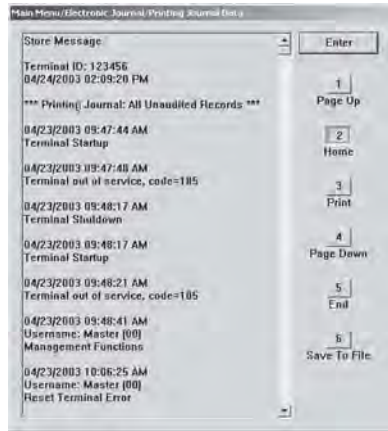 Main Menu/Electronic Journal/Printing Journal Data
Store Message
Terminal ID: 123456
04/24/2003 02:09:20 PM
*** Printing Journal: All Unaudited Records ***
04/23/2003 09:47:44 AM
Terminal Startup
04/23/2003 09:47:48 AM
Terminal out of service, code=185
04/23/2003 09:48:17 AM
Terminal Shutdown
04/23/2003 09:48:17 AM
Terminal Startup
04/23/2003 09:48:21 AM
Terminal out of service, code=185
04/23/2003 09:48:41 AM
Username: Master (00)
Management Functions
04/23/2003 10:06:25 AM
Username: Master (00)
Reset Terminal Error
Enter
1
Page Up
2
Home
3
Print
4
Page Down
5
End
6
Save To File